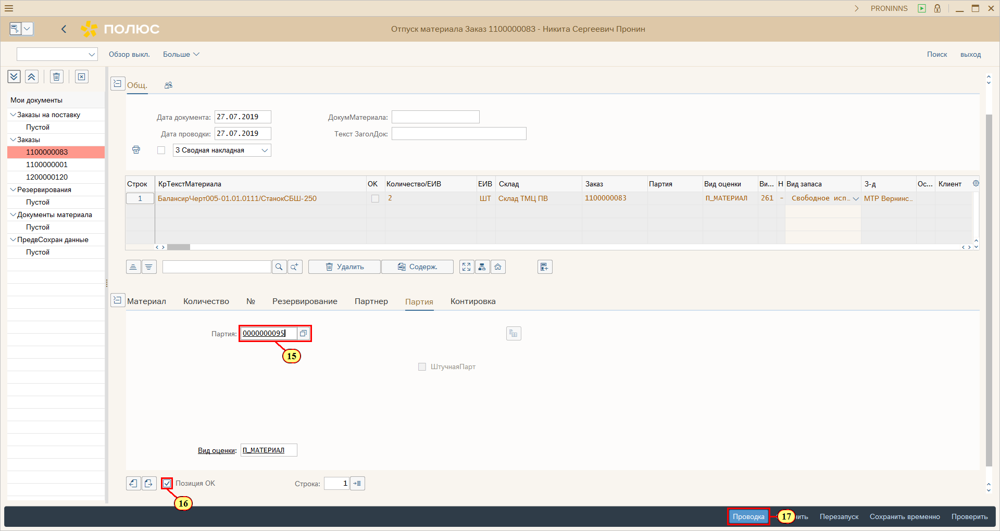 PRONINNS
ПОЛЮС
Отпуск материала Заказ 1100000083 - Никита Сергеевич Пронин
Обзор выкл. Больше Поиск выход
Мои документы
Заказы на поставку
Пустой
Заказы
1100000083
1100000001
1200000120
Резервирования
Пустой
Документы материала
Пустой
ПредвСохран данные
Пустой
Общ.
Дата документа: 27.07.2019 ДокумМатериала:
Дата проводки: 27.07.2019 Текст ЗаголДок:
3 Сводная накладная
Строк КрТекстМатериала OK Количество/ЕИВ ЕИВ Склад Заказ Партия Вид оценки Ви... Н Вид запаса З-д Ос... Клиент
1 БалансирЧерт005-01.01.0111/СтанокСБШ-250 2 ШТ Склад ТМЦ ПВ 1100000083 П_МАТЕРИАЛ 261 - Свободное исп… МТР Вернинс…
Удалить Содерж.
Материал Количество № Резервирование Партнер Партия Контировка
Партия: 0000000095
15
ШтучнаяПарт
Вид оценки: П_МАТЕРИАЛ
Позиция OK Строка: 1
16
Проводка 17 Перезапуск Сохранить временно Проверить